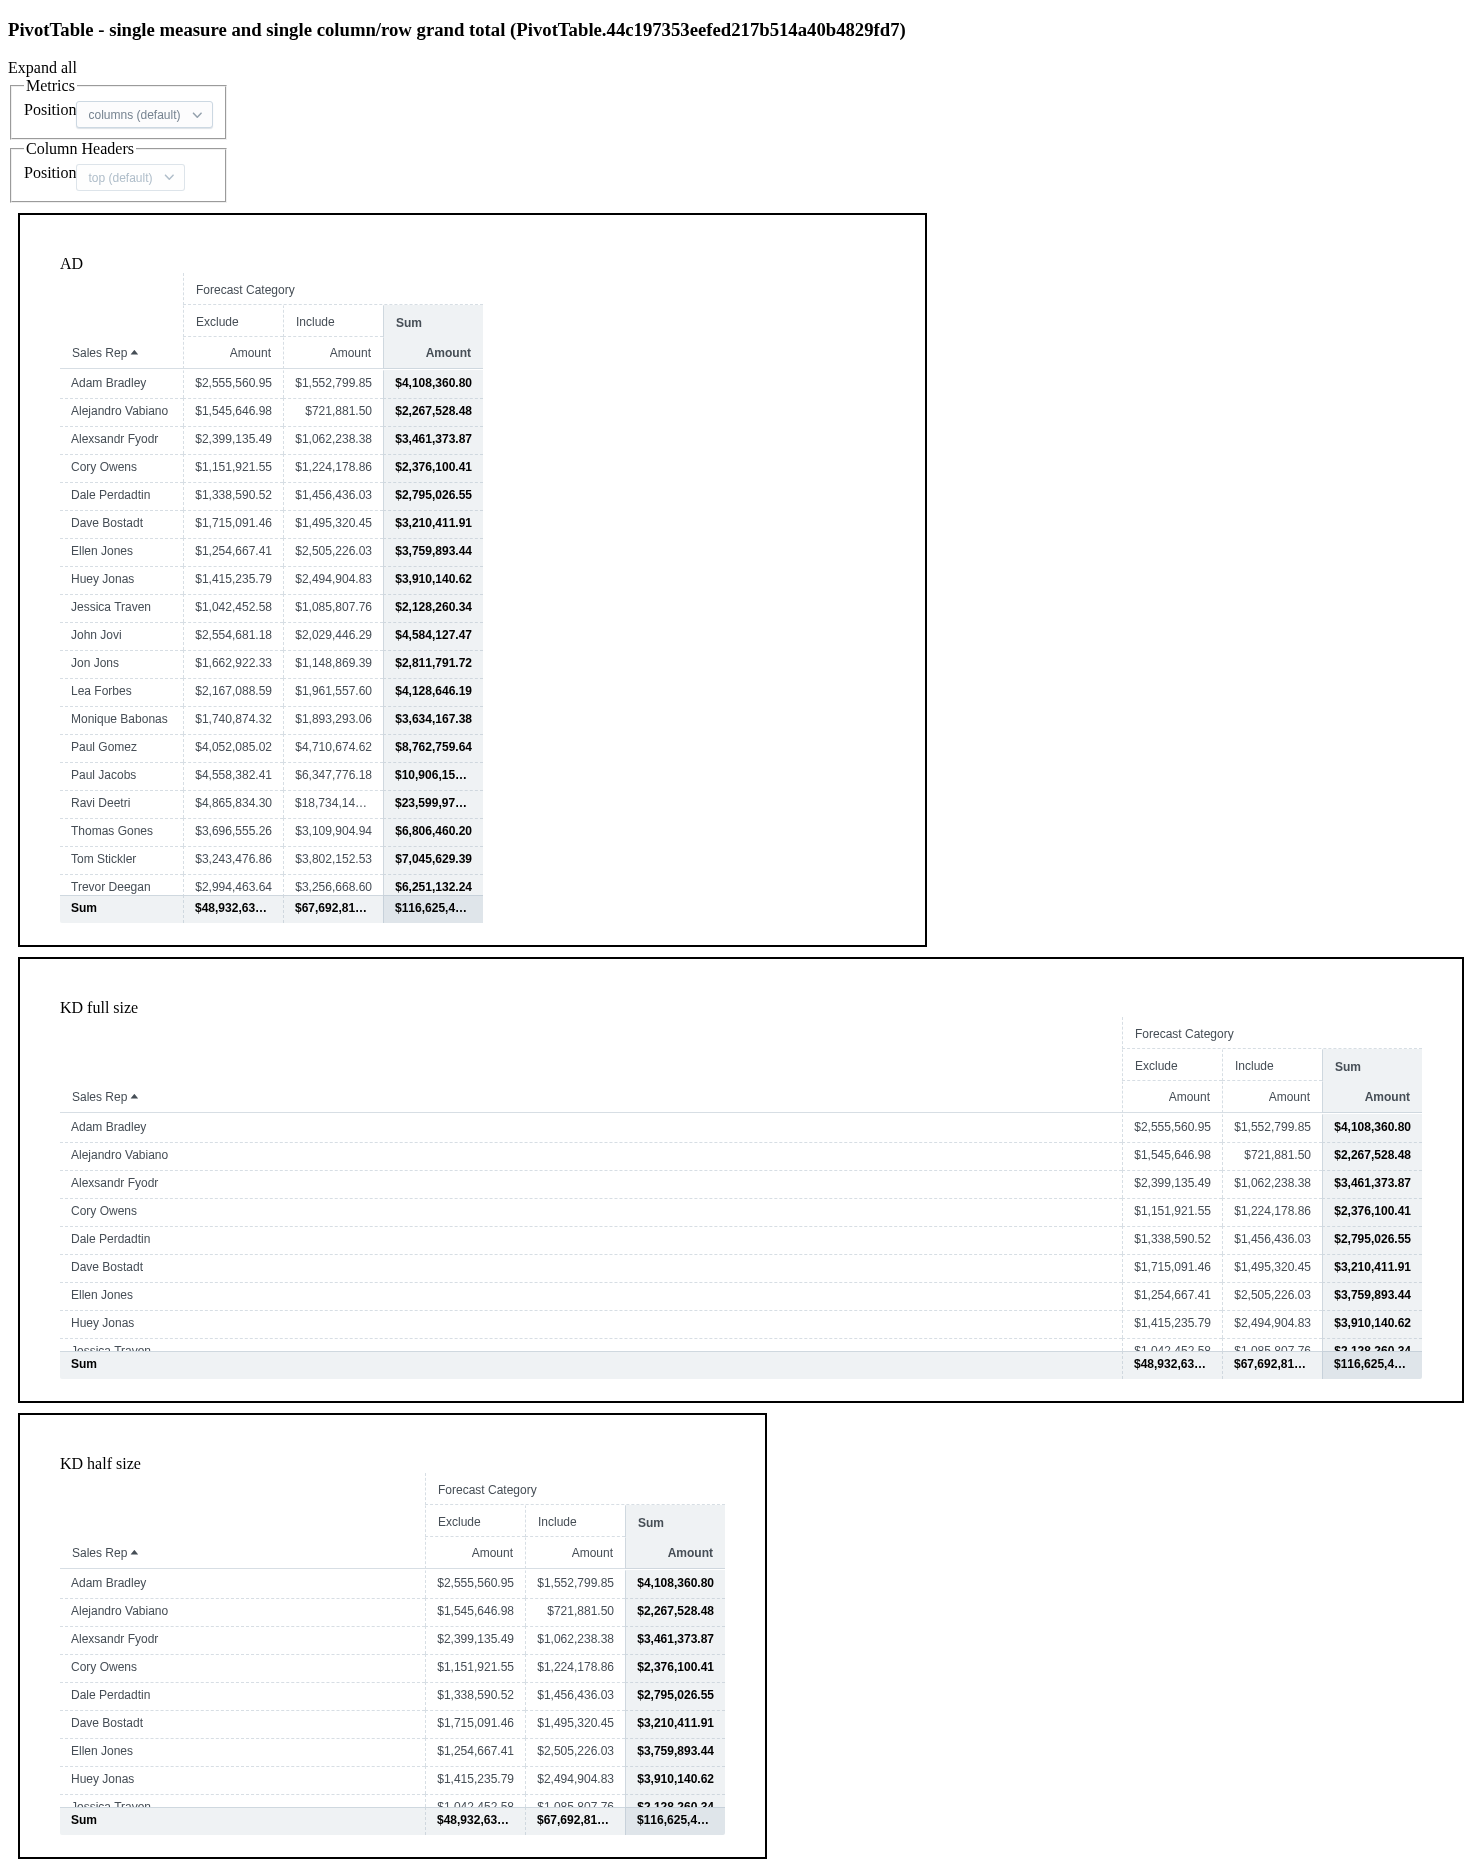 PivotTable - single measure and single column/row grand total (PivotTable.44c197353eefed217b514a40b4829fd7)
Expand all
Metrics
Position columns (default)
Column Headers
Position top (default)
AD
Forecast Category
Exclude Include Sum
Sales Rep Amount Amount Amount
Adam Bradley $2,555,560.95 $1,552,799.85 $4,108,360.80
Alejandro Vabiano $1,545,646.98 $721,881.50 $2,267,528.48
Alexsandr Fyodr $2,399,135.49 $1,062,238.38 $3,461,373.87
Cory Owens $1,151,921.55 $1,224,178.86 $2,376,100.41
Dale Perdadtin $1,338,590.52 $1,456,436.03 $2,795,026.55
Dave Bostadt $1,715,091.46 $1,495,320.45 $3,210,411.91
Ellen Jones $1,254,667.41 $2,505,226.03 $3,759,893.44
Huey Jonas $1,415,235.79 $2,494,904.83 $3,910,140.62
Jessica Traven $1,042,452.58 $1,085,807.76 $2,128,260.34
John Jovi $2,554,681.18 $2,029,446.29 $4,584,127.47
Jon Jons $1,662,922.33 $1,148,869.39 $2,811,791.72
Lea Forbes $2,167,088.59 $1,961,557.60 $4,128,646.19
Monique Babonas $1,740,874.32 $1,893,293.06 $3,634,167.38
Paul Gomez $4,052,085.02 $4,710,674.62 $8,762,759.64
Paul Jacobs $4,558,382.41 $6,347,776.18 $10,906,15…
Ravi Deetri $4,865,834.30 $18,734,14… $23,599,97…
Thomas Gones $3,696,555.26 $3,109,904.94 $6,806,460.20
Tom Stickler $3,243,476.86 $3,802,152.53 $7,045,629.39
Trevor Deegan $2,994,463.64 $3,256,668.60 $6,251,132.24
Sum $48,932,63… $67,692,81… $116,625,4…
KD full size
Forecast Category
Exclude Include Sum
Sales Rep Amount Amount Amount
Adam Bradley $2,555,560.95 $1,552,799.85 $4,108,360.80
Alejandro Vabiano $1,545,646.98 $721,881.50 $2,267,528.48
Alexsandr Fyodr $2,399,135.49 $1,062,238.38 $3,461,373.87
Cory Owens $1,151,921.55 $1,224,178.86 $2,376,100.41
Dale Perdadtin $1,338,590.52 $1,456,436.03 $2,795,026.55
Dave Bostadt $1,715,091.46 $1,495,320.45 $3,210,411.91
Ellen Jones $1,254,667.41 $2,505,226.03 $3,759,893.44
Huey Jonas $1,415,235.79 $2,494,904.83 $3,910,140.62
Jessica Traven $1,042,452.58 $1,085,807.76 $2,128,260.34
Sum $48,932,63… $67,692,81… $116,625,4…
KD half size
Forecast Category
Exclude Include Sum
Sales Rep Amount Amount Amount
Adam Bradley $2,555,560.95 $1,552,799.85 $4,108,360.80
Alejandro Vabiano $1,545,646.98 $721,881.50 $2,267,528.48
Alexsandr Fyodr $2,399,135.49 $1,062,238.38 $3,461,373.87
Cory Owens $1,151,921.55 $1,224,178.86 $2,376,100.41
Dale Perdadtin $1,338,590.52 $1,456,436.03 $2,795,026.55
Dave Bostadt $1,715,091.46 $1,495,320.45 $3,210,411.91
Ellen Jones $1,254,667.41 $2,505,226.03 $3,759,893.44
Huey Jonas $1,415,235.79 $2,494,904.83 $3,910,140.62
Jessica Traven $1,042,452.58 $1,085,807.76 $2,128,260.34
Sum $48,932,63… $67,692,81… $116,625,4…